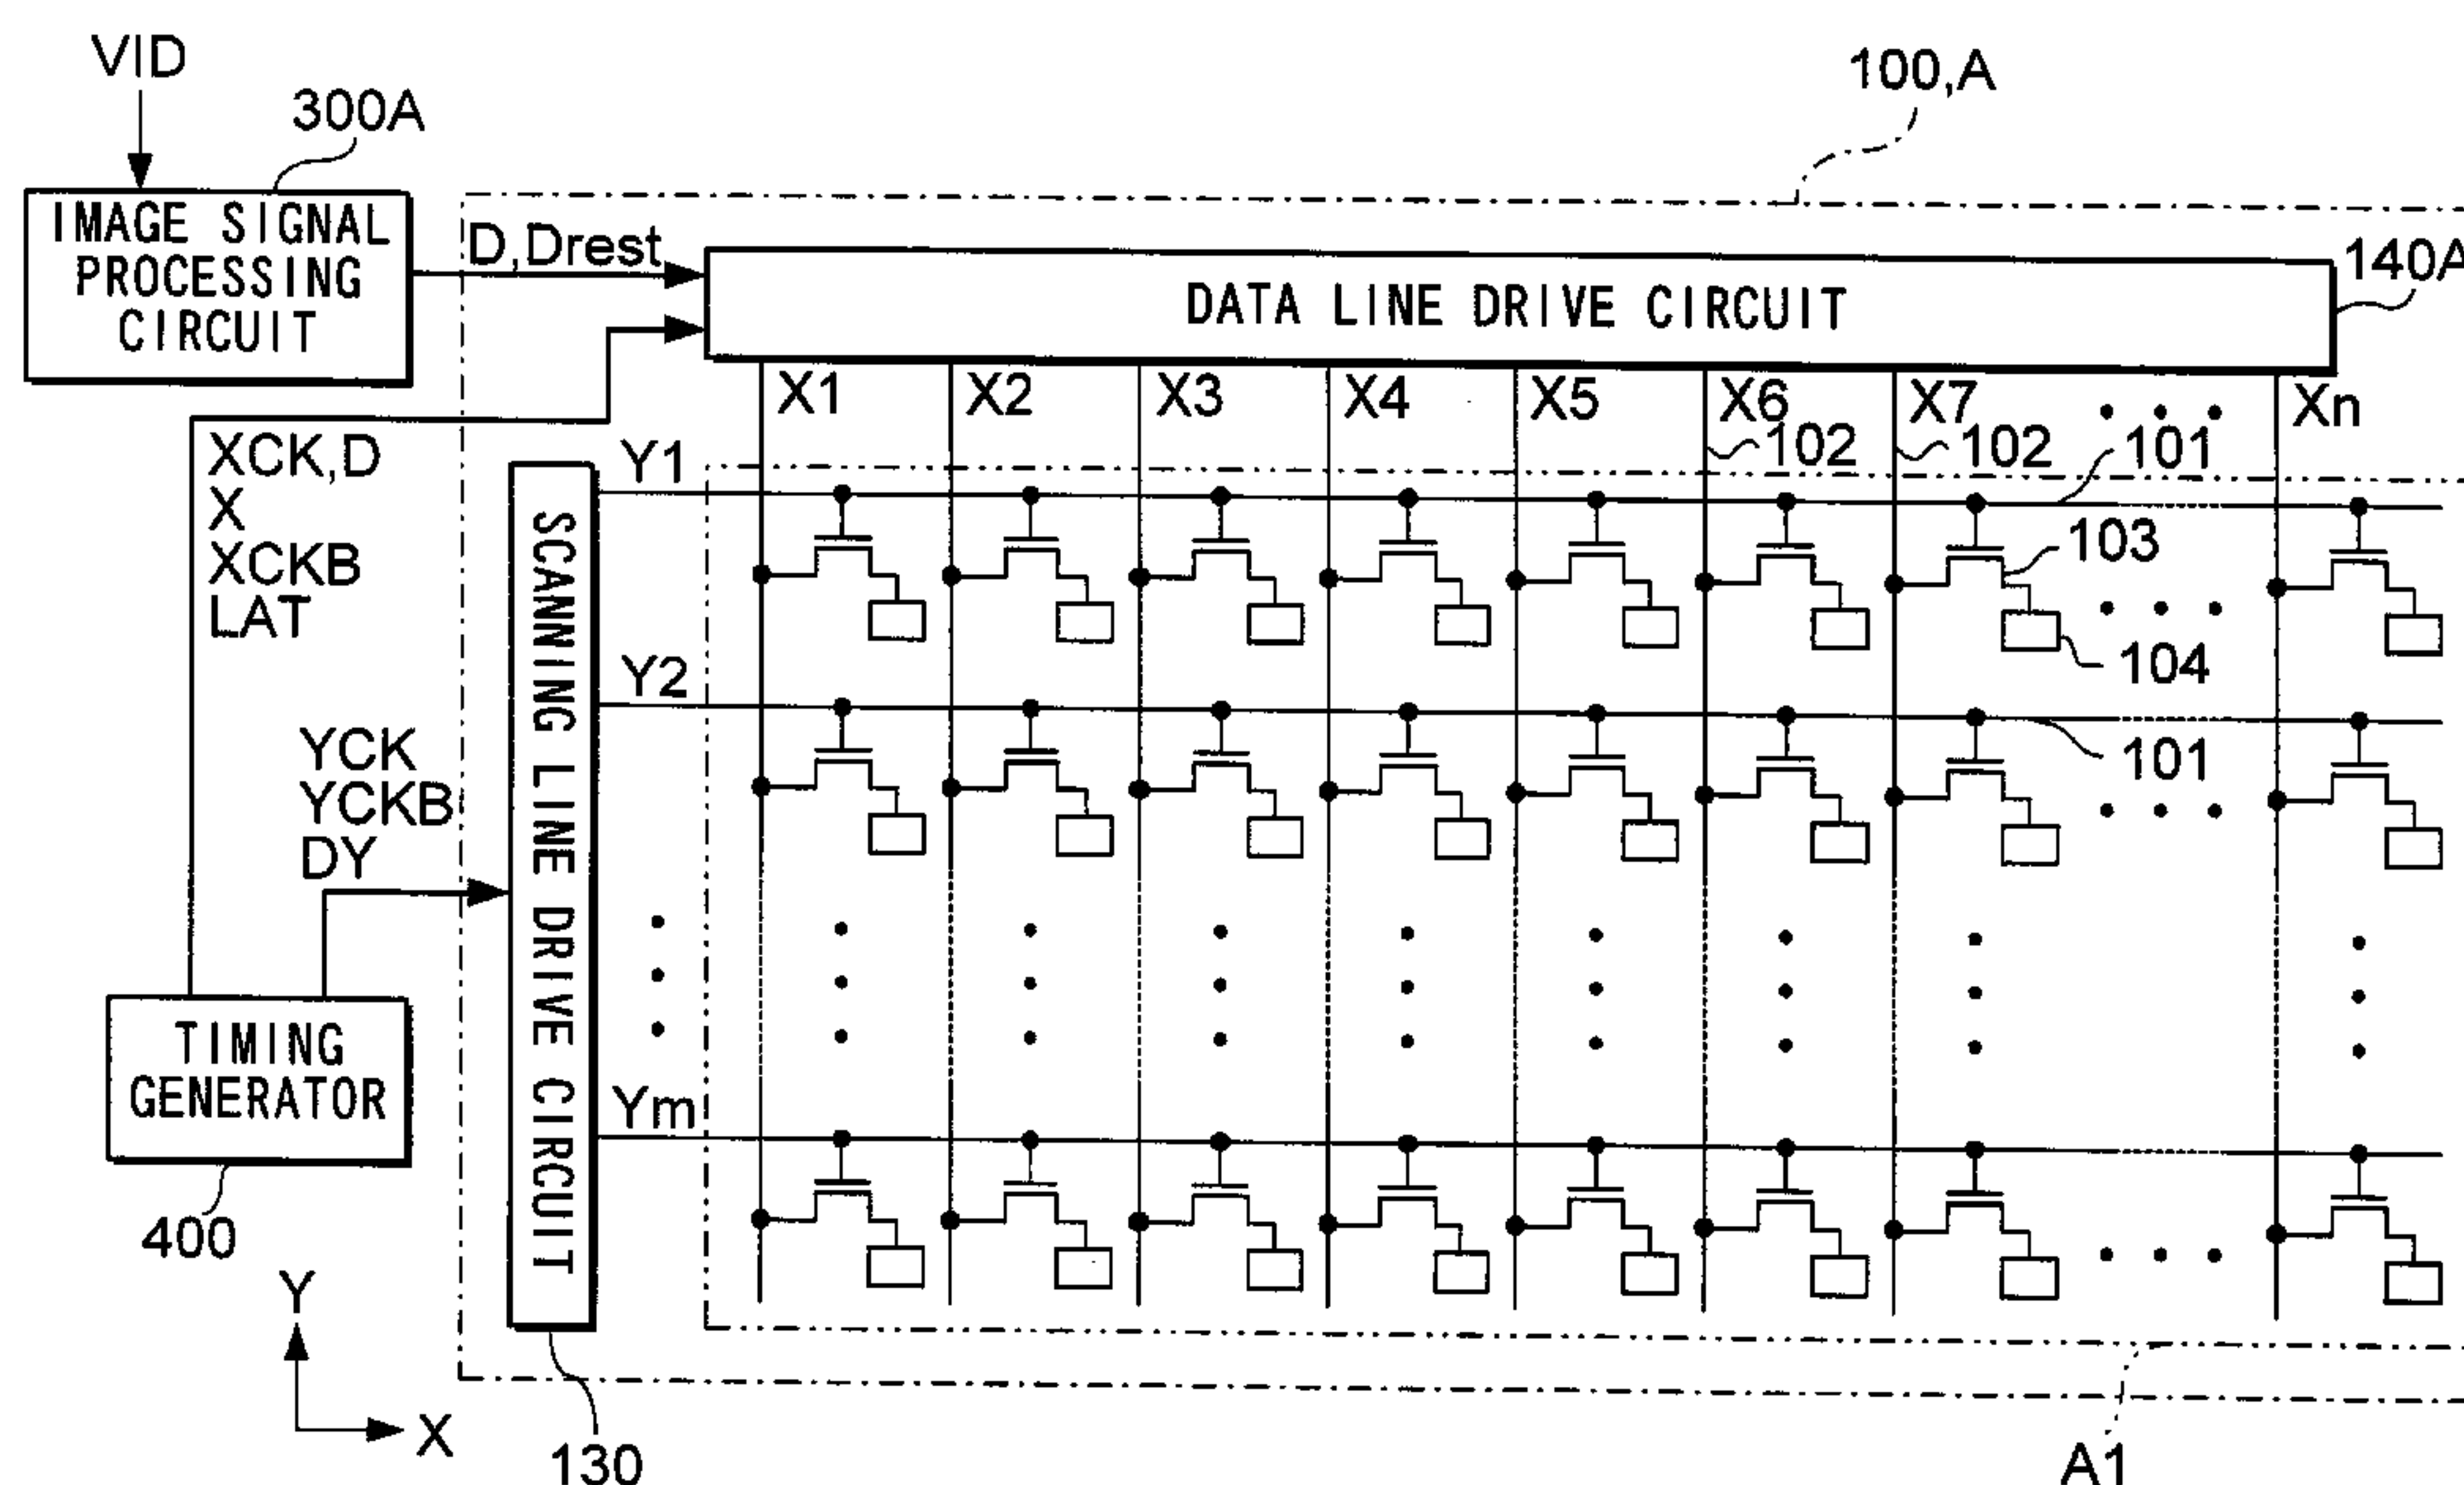 VID
300A
100,A
IMAGE SIGNAL
PROCESSING
CIRCUIT
D,Drest
140A
DATA LINE DRIVE CIRCUIT
X1 X2 X3 X4 X5 X6 X7 Xn
102 102 101
XCK,D
X
XCKB
LAT
Y1
103
104
Y2
101
YCK
YCKB
DY
SCANNING LINE DRIVE CIRCUIT
TIMING
GENERATOR
Ym
400
Y
X
130
A1